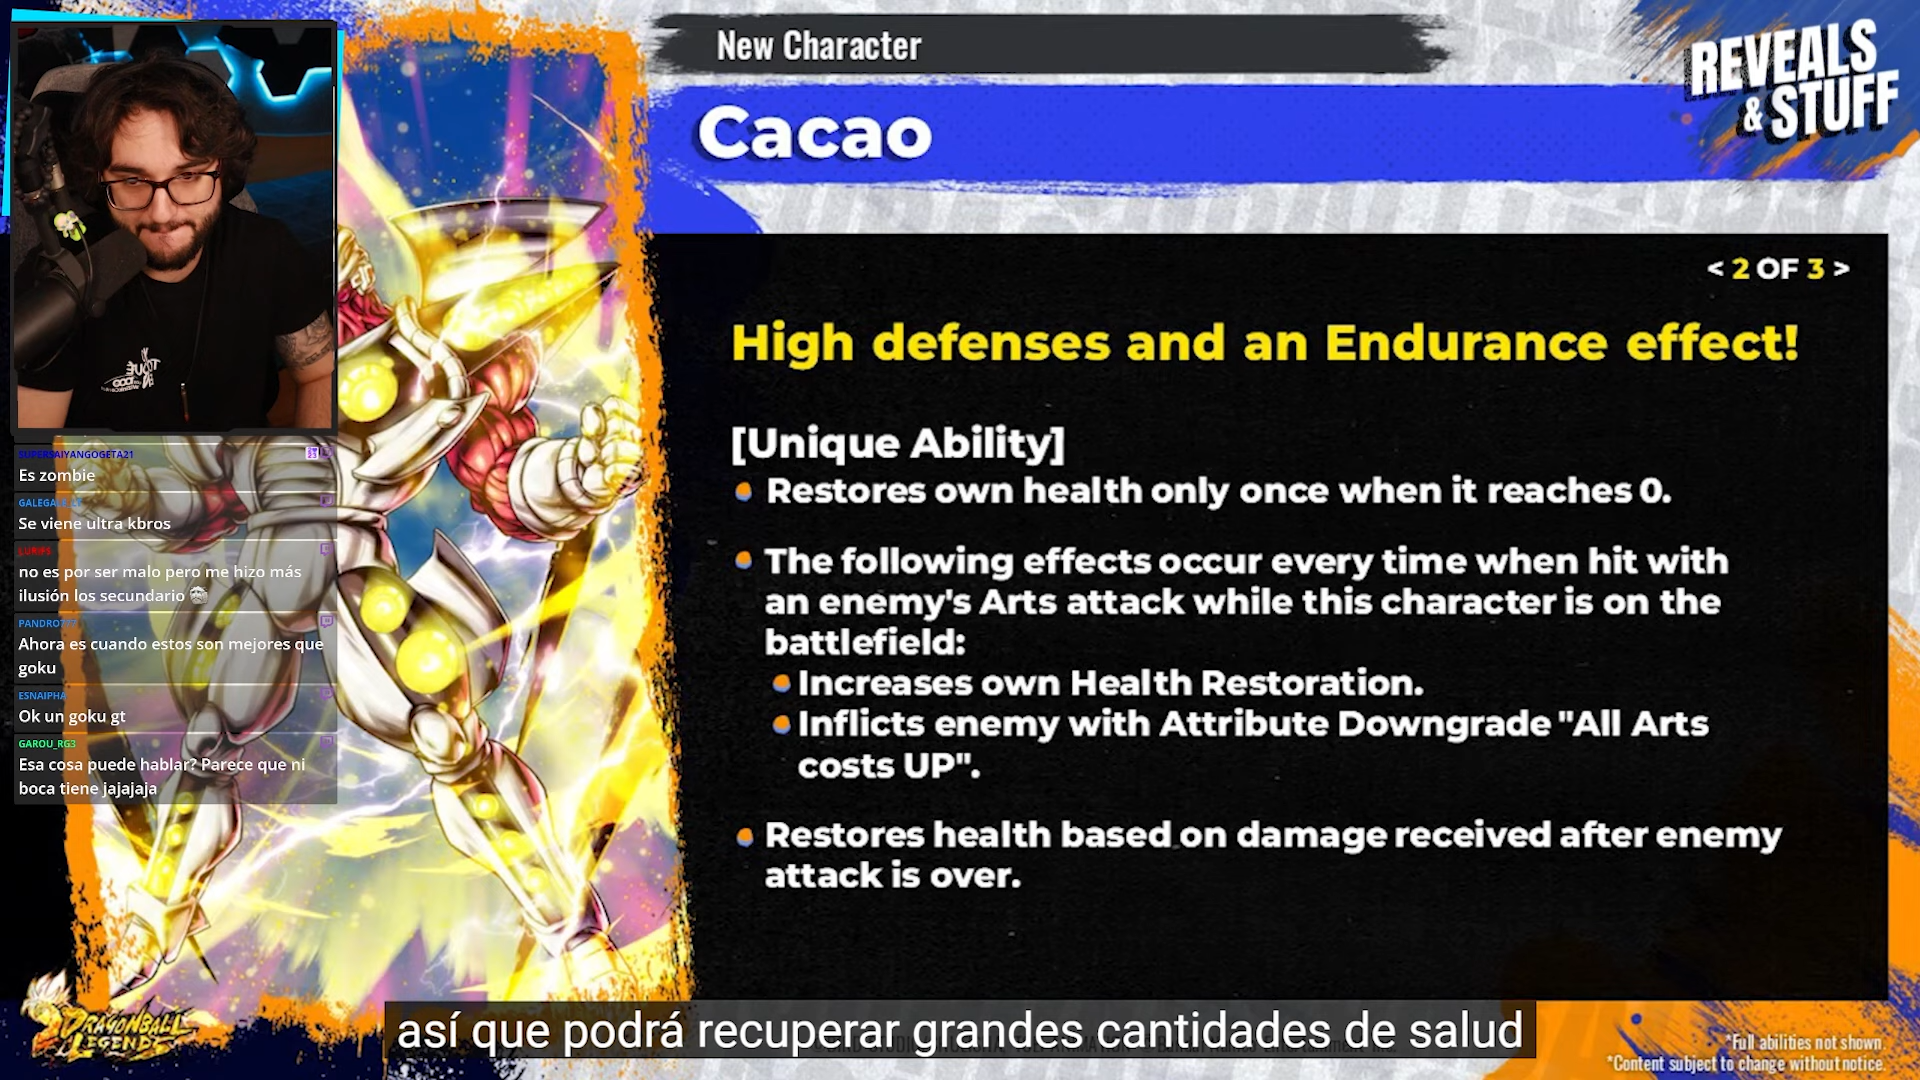 New Character
REVEALS
& STUFF
Cacao
< 2 OF 3 >
High defenses and an Endurance effect!
[Unique Ability]
Restores own health only once when it reaches 0.
The following effects occur every time when hit with
an enemy's Arts attack while this character is on the
battlefield:
Increases own Health Restoration.
Inflicts enemy with Attribute Downgrade "All Arts
costs UP".
Restores health based on damage received after enemy
attack is over.
SUPERSAIYANGOGETA21
Es zombie
Se viene ultra kbros
LURIFS
no es por ser malo pero me hizo más
ilusión los secundario
Ahora es cuando estos son mejores que
goku
ESNAIPHA
Ok un goku gt
GAROU_RG3
Esa cosa puede hablar? Parece que ni
boca tiene jajajaja
DRAGONBALL
LEGENDS
así que podrá recuperar grandes cantidades de salud
*Full abilities not shown.
*Content subject to change without notice.